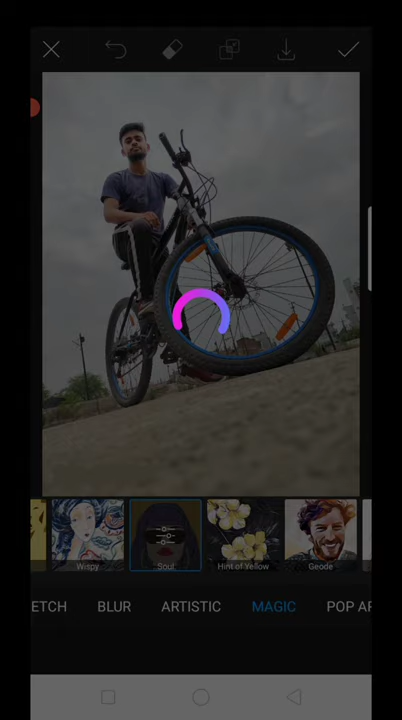 Wispy
Soul
Hint of Yellow
Geode
ETCH
BLUR
ARTISTIC
MAGIC
POP AR